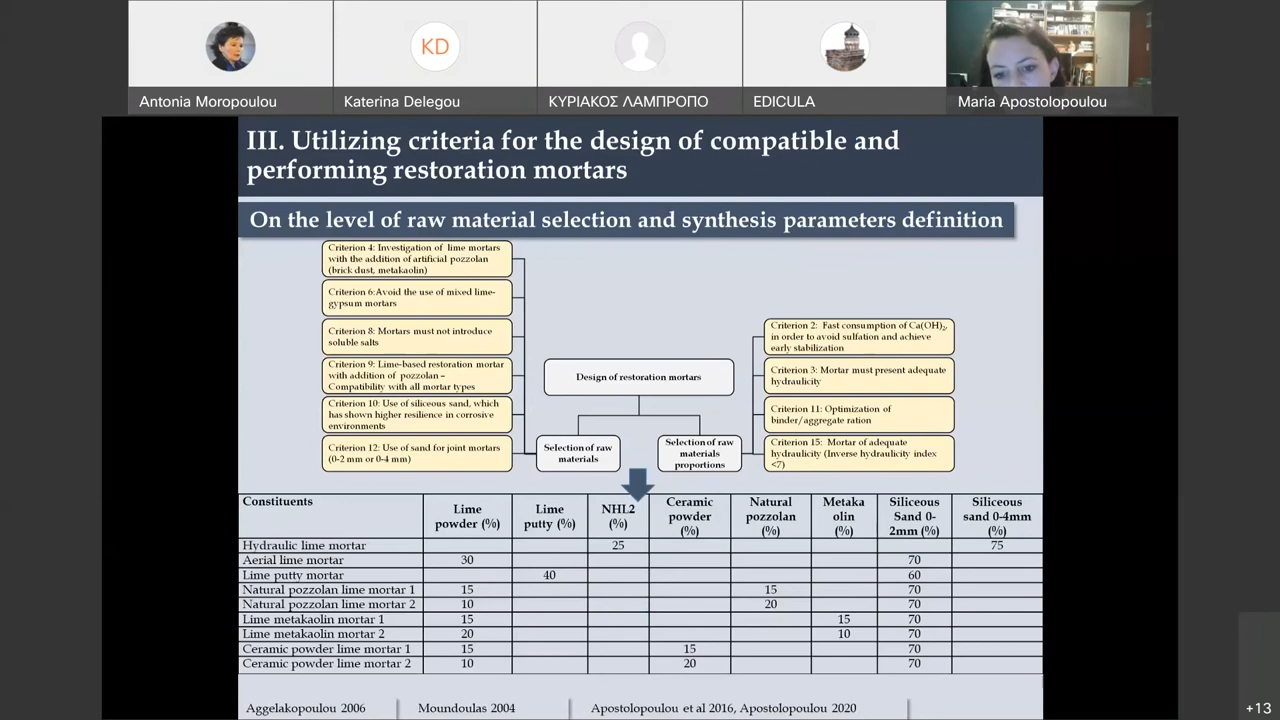 KD
Antonia Moropoulou
Katerina Delegou
ΚΥΡΙΑΚΟΣ ΛΑΜΠΡΟΠΟ
EDICULA
Maria Apostolopoulou
III. Utilizing criteria for the design of compatible and
performing restoration mortars
On the level of raw material selection and synthesis parameters definition
Criterion 4: Investigation of lime mortars
with the addition of artificial pozzolan
(brick dust, metakaolin)
Criterion 6:Avoid the use of mixed lime-
gypsum mortars
Criterion 8: Mortars must not introduce
soluble salts
Criterion 9: Lime-based restoration mortar
with addition of pozzolan –
Compatibility with all mortar types
Criterion 10: Use of siliceous sand, which
has shown higher resilience in corrosive
environments
Criterion 12: Use of sand for joint mortars
(0-2 mm or 0-4 mm)
Design of restoration mortars
Selection of raw
materials
Selection of raw
materials
proportions
Criterion 2: Fast consumption of Ca(OH)₂,
in order to avoid sulfation and achieve
early stabilization
Criterion 3: Mortar must present adequate
hydraulicity
Criterion 11: Optimization of
binder/aggregate ration
Criterion 15: Mortar of adequate
hydraulicity (Inverse hydraulicity index
<7)
Constituents
Lime
powder (%)
Lime
putty (%)
NHL2
(%)
Ceramic
powder
(%)
Natural
pozzolan
(%)
Metaka
olin
(%)
Siliceous
Sand 0-
2mm (%)
Siliceous
sand 0-4mm
(%)
Hydraulic lime mortar 25 75
Aerial lime mortar 30 70
Lime putty mortar 40 60
Natural pozzolan lime mortar 1 15 15 70
Natural pozzolan lime mortar 2 10 20 70
Lime metakaolin mortar 1 15 15 70
Lime metakaolin mortar 2 20 10 70
Ceramic powder lime mortar 1 15 15 70
Ceramic powder lime mortar 2 10 20 70
Aggelakopoulou 2006
Moundoulas 2004
Apostolopoulou et al 2016, Apostolopoulou 2020
+13